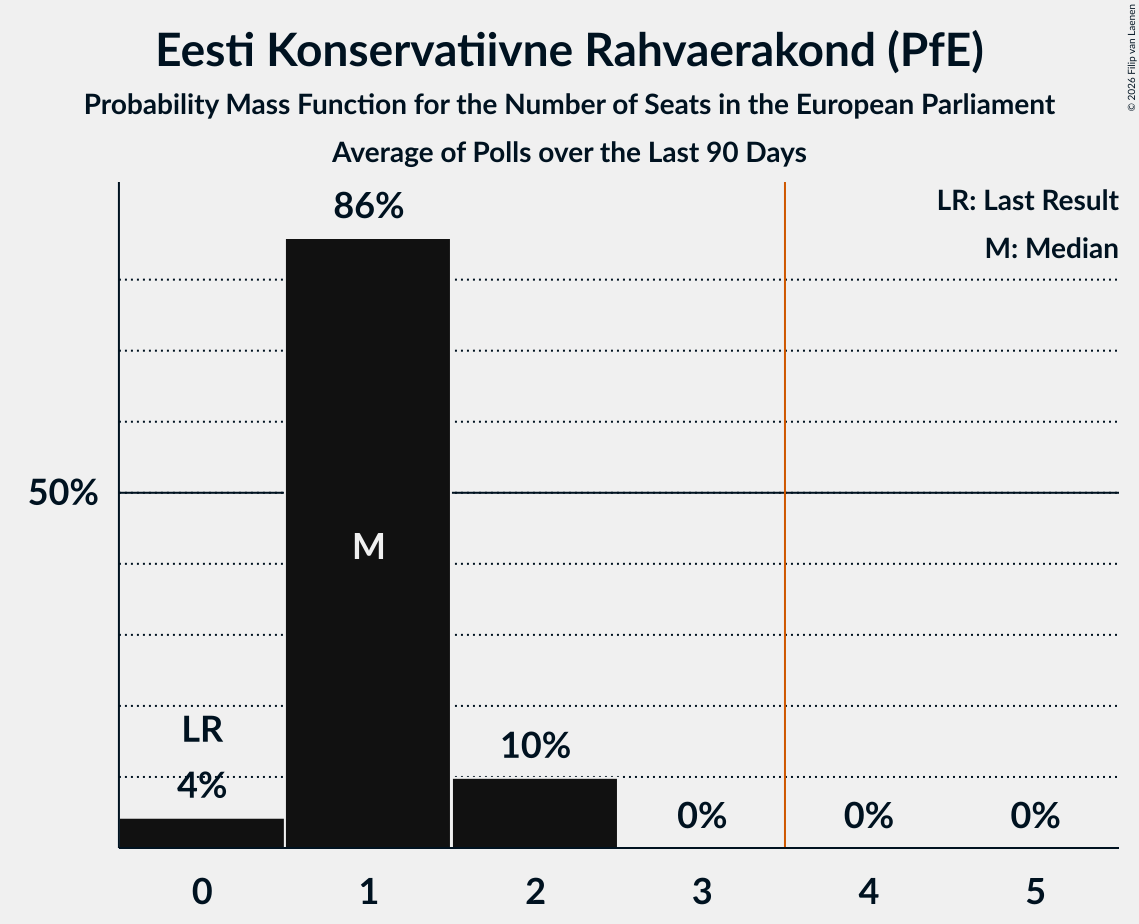 Eesti Konservatiivne Rahvaerakond (PfE)
Probability Mass Function for the Number of Seats in the European Parliament
Average of Polls over the Last 90 Days
© 2026 Filip van Laenen
LR: Last Result
M: Median
86%
50%
M
LR
4%
10%
0%
0%
0%
0
1
2
3
4
5